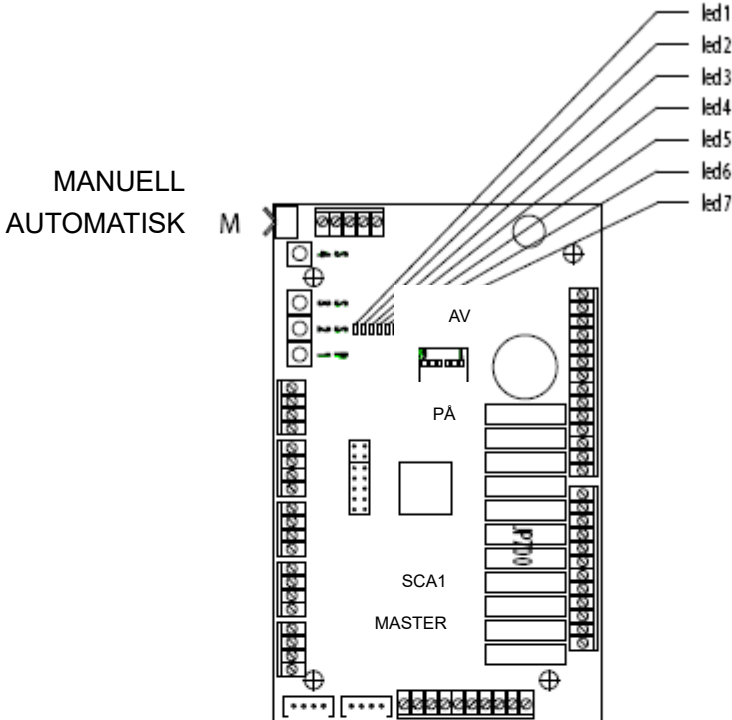 led1
led2
led3
led4
led5
led6
led7
MANUELL
AUTOMATISK M
AV
PÅ
SCA1
MASTER